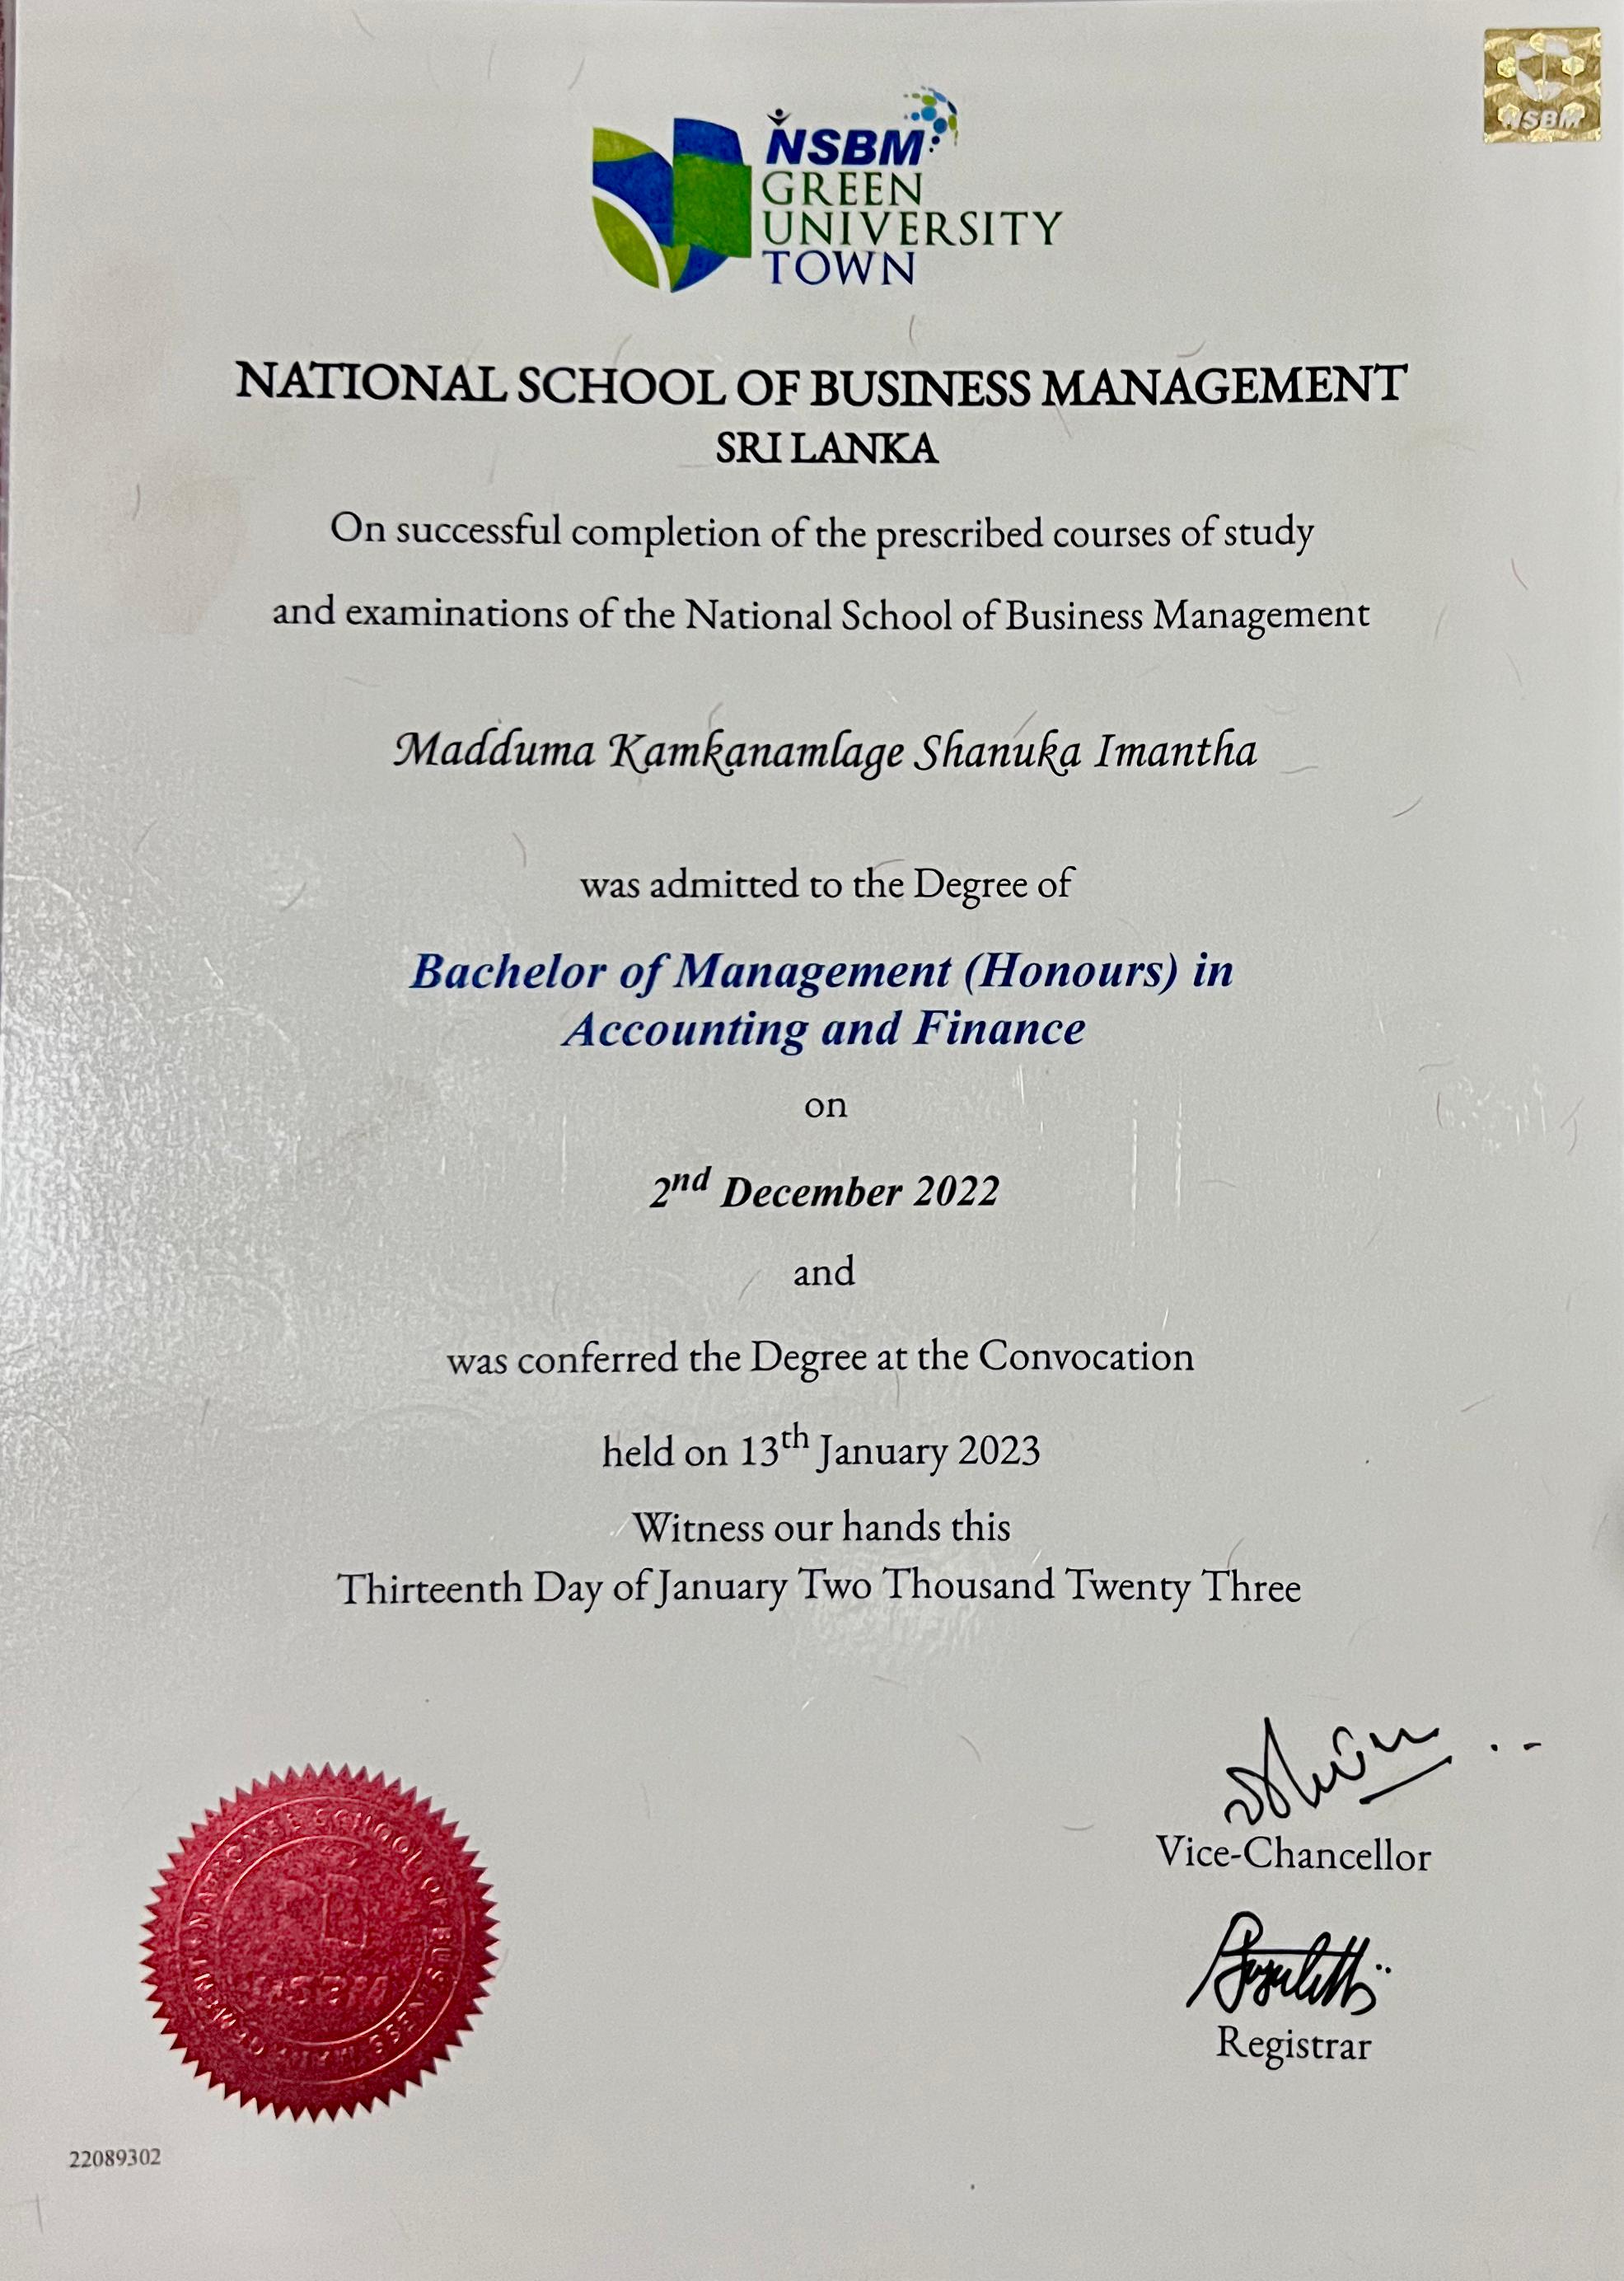 NSBM
GREEN
UNIVERSITY
TOWN
NSBM
NATIONAL SCHOOL OF BUSINESS MANAGEMENT
SRI LANKA
On successful completion of the prescribed courses of study
and examinations of the National School of Business Management
Madduma Kamkanamlage Shanuka Imantha
was admitted to the Degree of
Bachelor of Management (Honours) in
Accounting and Finance
on
2nd December 2022
and
was conferred the Degree at the Convocation
held on 13th January 2023
Witness our hands this
Thirteenth Day of January Two Thousand Twenty Three
Vice-Chancellor
Registrar
NATIONAL SCHOOL OF BUSINESS MANAGEMENT
NSBM
22089302